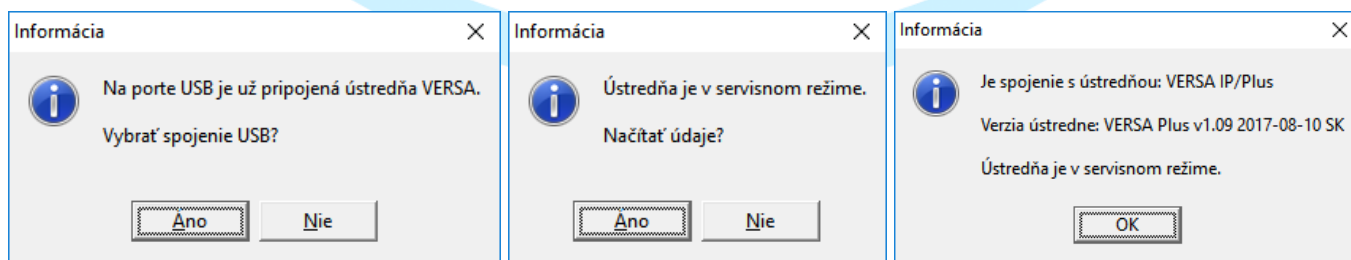 Informácia
Na porte USB je už pripojená ústredňa VERSA.
Vybrať spojenie USB?
Áno
Nie
Informácia
Ústredňa je v servisnom režime.
Načítať údaje?
Áno
Nie
Informácia
Je spojenie s ústredňou: VERSA IP/Plus
Verzia ústredne: VERSA Plus v1.09 2017-08-10 SK
Ústredňa je v servisnom režime.
OK